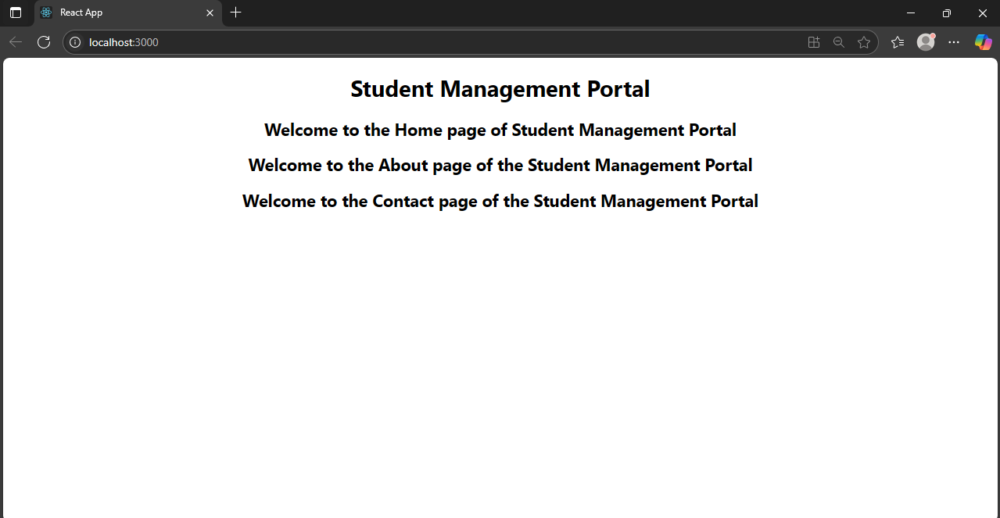 React App
localhost:3000
Student Management Portal
Welcome to the Home page of Student Management Portal
Welcome to the About page of the Student Management Portal
Welcome to the Contact page of the Student Management Portal